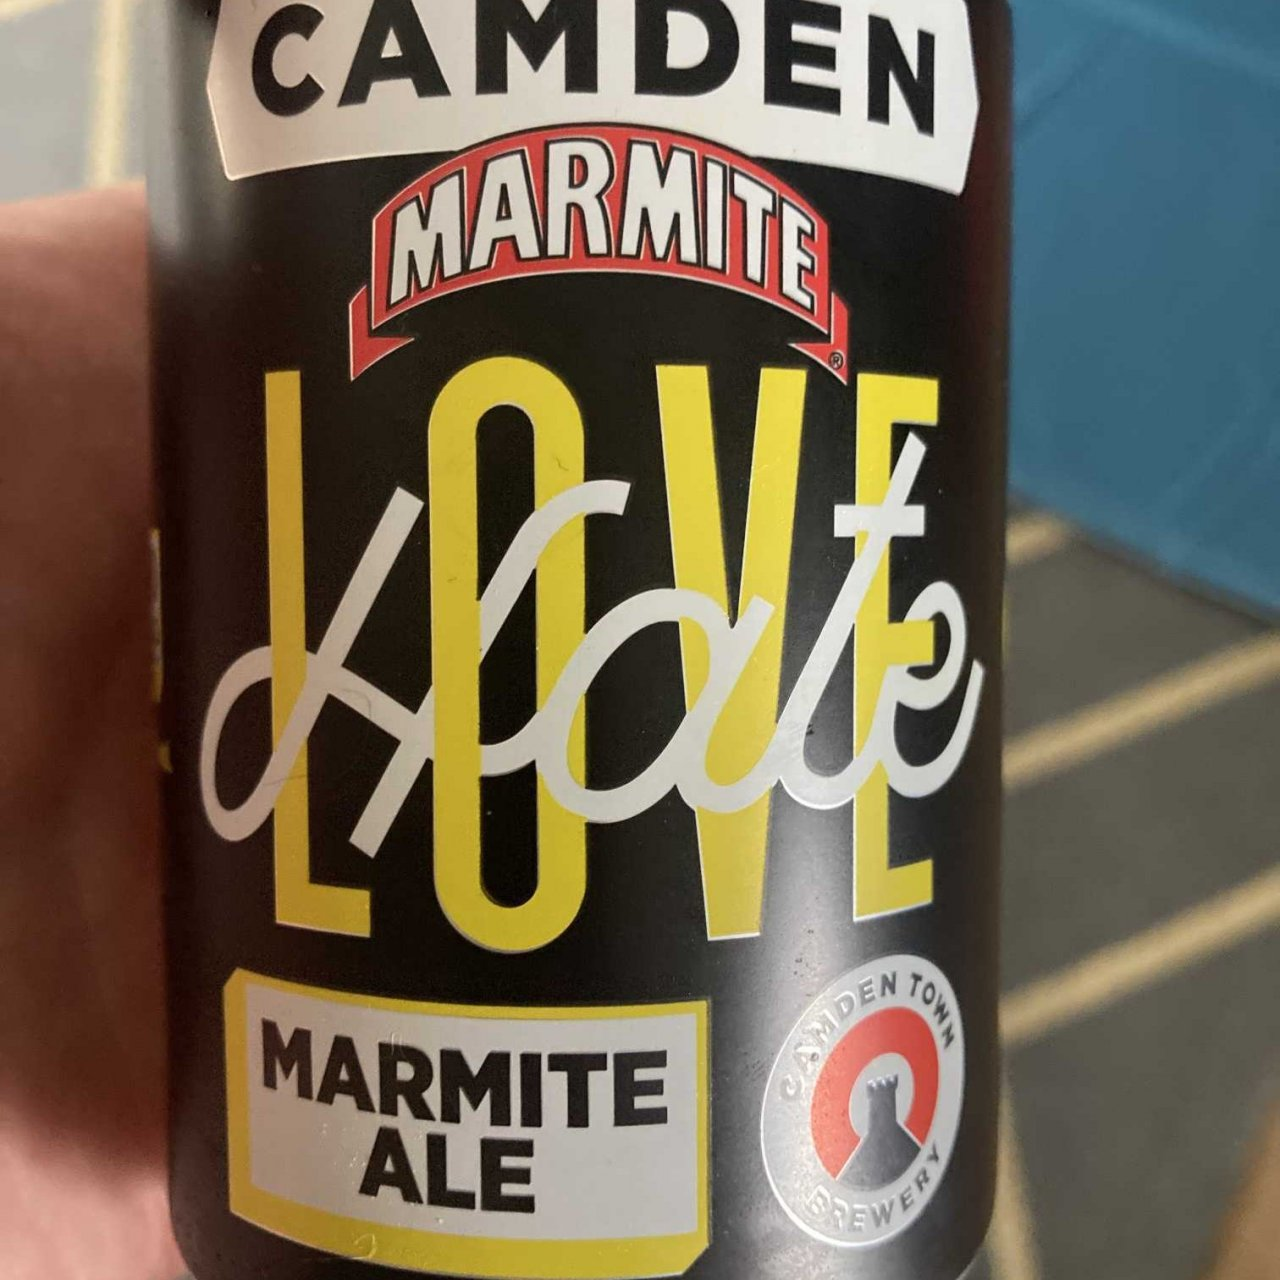 CAMDEN
MARMITE
®
LOVE
Hate
MARMITE
ALE
CAMDEN TOWN
BREWERY